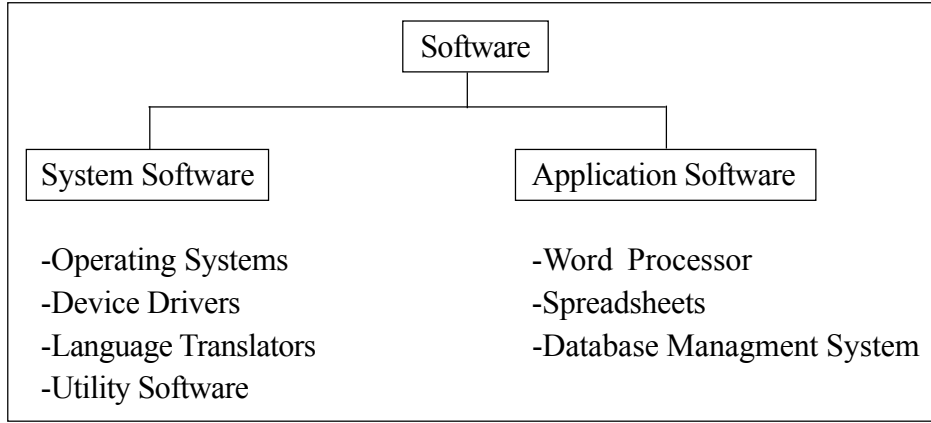 Software
System Software
-Operating Systems
-Device Drivers
-Language Translators
-Utility Software
Application Software
-Word Processor
-Spreadsheets
-Database Managment System